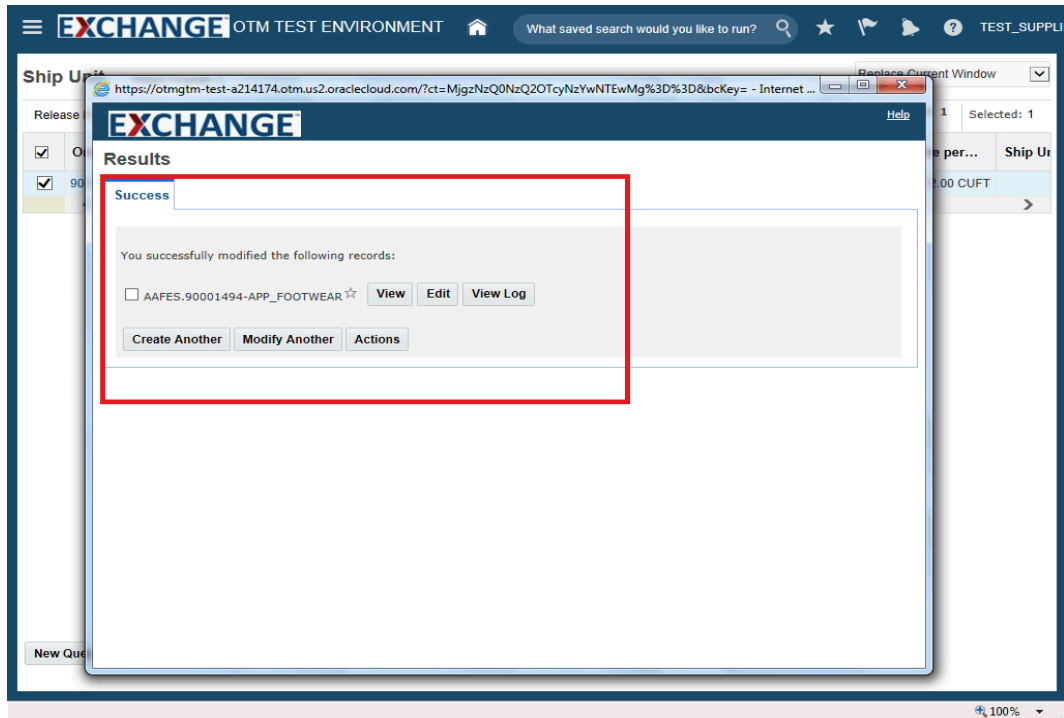 EXCHANGE OTM TEST ENVIRONMENT What saved search would you like to run? ? TEST_SUPPLI
Ship Unit Replace Current Window
https://otmgtm-test-a214174.otm.us2.oraclecloud.com/?ct=MjgzNzQ0NzQ2OTcyNzYwNTEwMg%3D%3D&bcKey= - Internet ...
Release 1 Selected: 1
EXCHANGE Help
e per... Ship Ur
Results
90 2.00 CUFT
Success
You successfully modified the following records:
AAFES.90001494-APP_FOOTWEAR View Edit View Log
Create Another Modify Another Actions
New Que
100%